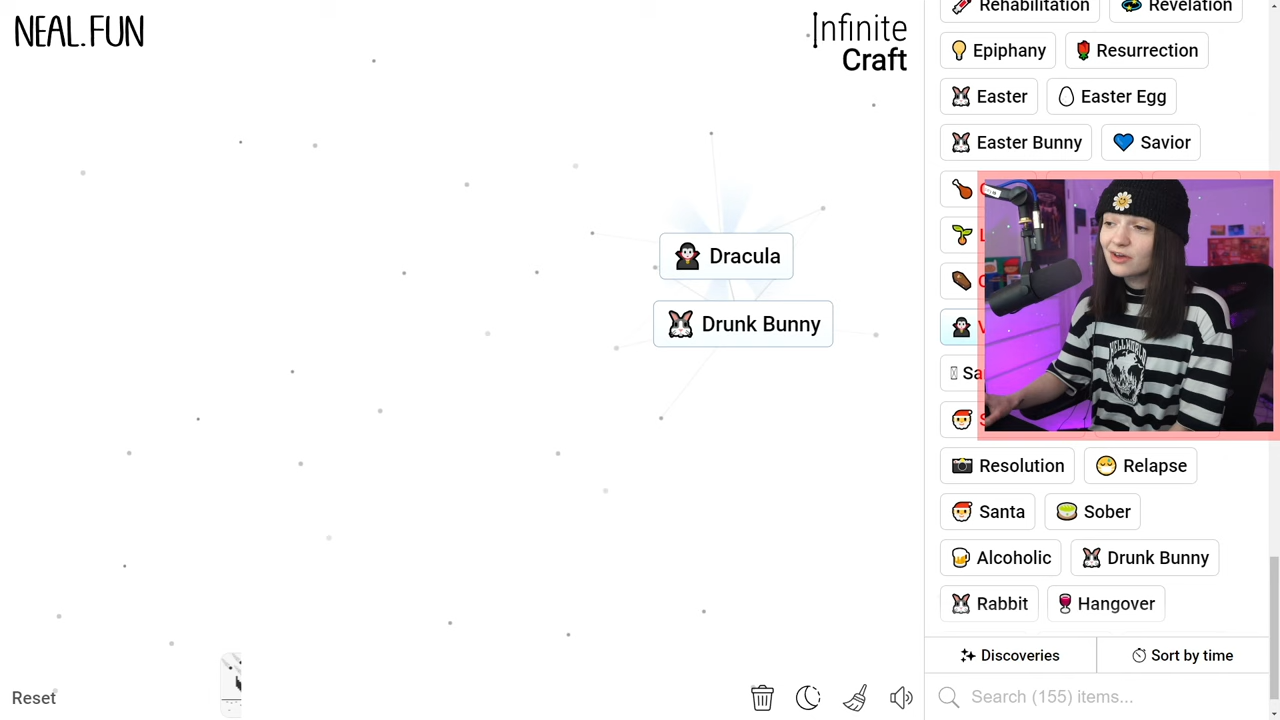 NEAL.FUN
Infinite
Craft
Rehabilitation Revelation
Epiphany Resurrection
Easter Easter Egg
Easter Bunny Savior
Dracula
Drunk Bunny
Resolution Relapse
Santa Sober
Alcoholic Drunk Bunny
Rabbit Hangover
Discoveries Sort by time
Reset
Search (155) items...